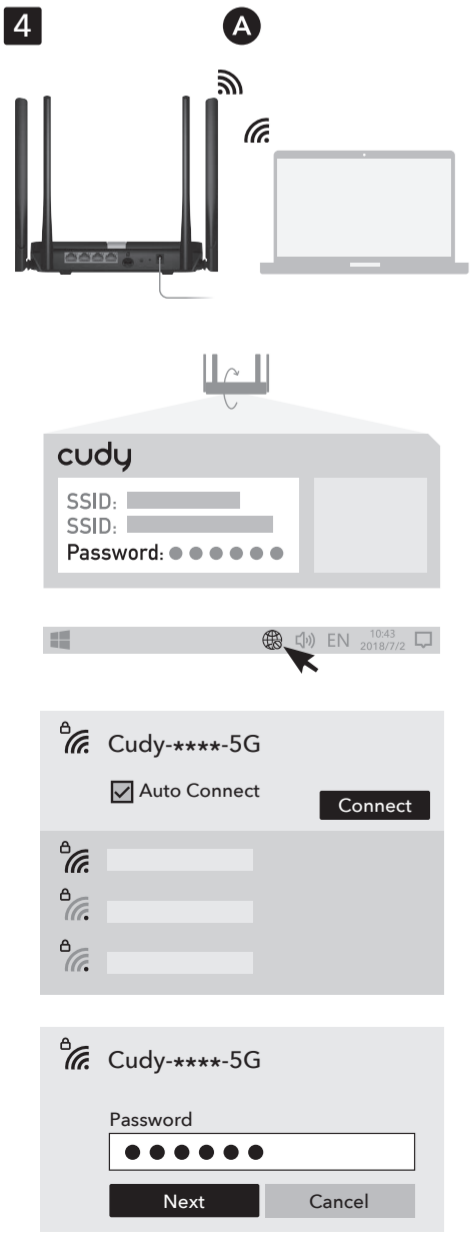 4 A
cudy
SSID:
SSID:
Password: ●●●●●●
EN 10:43
2018/7/2
Cudy-****-5G
Auto Connect
Connect
Cudy-****-5G
Password
●●●●●●
Next Cancel